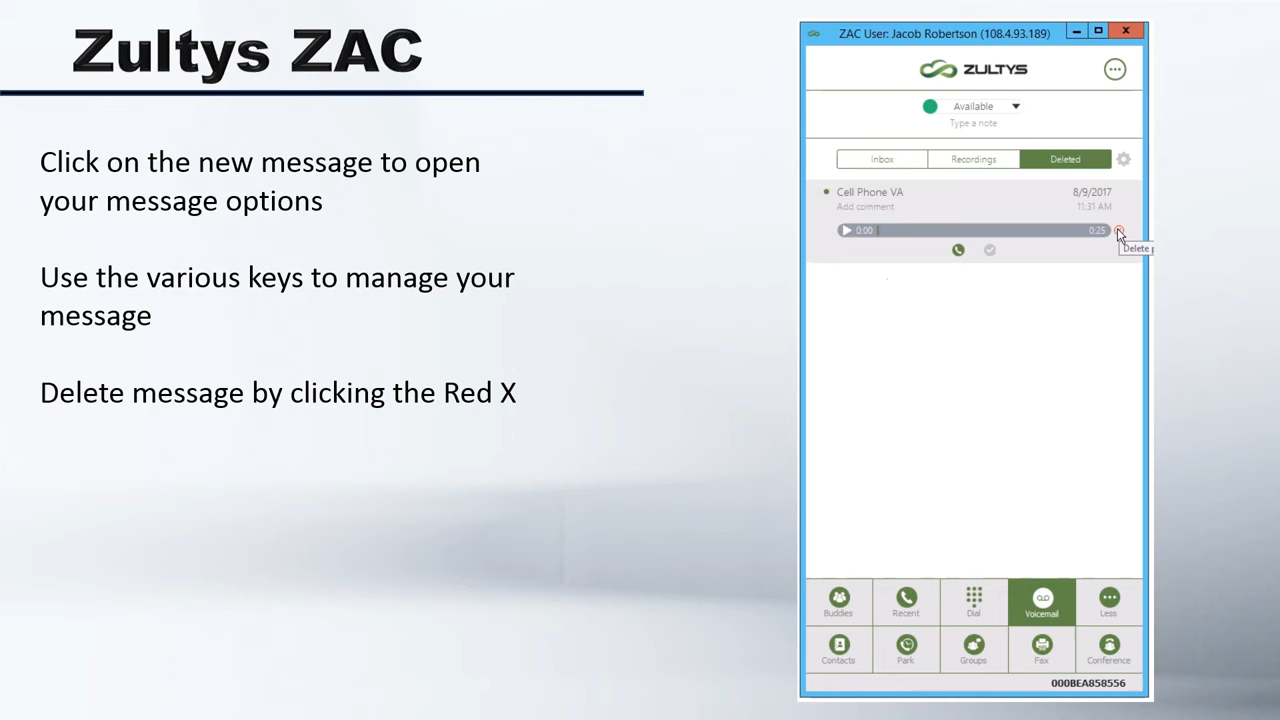 Zultys ZAC
Click on the new message to open
your message options
Use the various keys to manage your
message
Delete message by clicking the Red X
ZAC User: Jacob Robertson (108.4.93.189)
ZULTYS
Available
Type a note
Inbox Recordings Deleted
Cell Phone VA 8/9/2017
Add comment 11:31 AM
0:00 0:25
Delete
Buddies Recent Dial Voicemail Less
Contacts Park Groups Fax Conference
000BEA858556